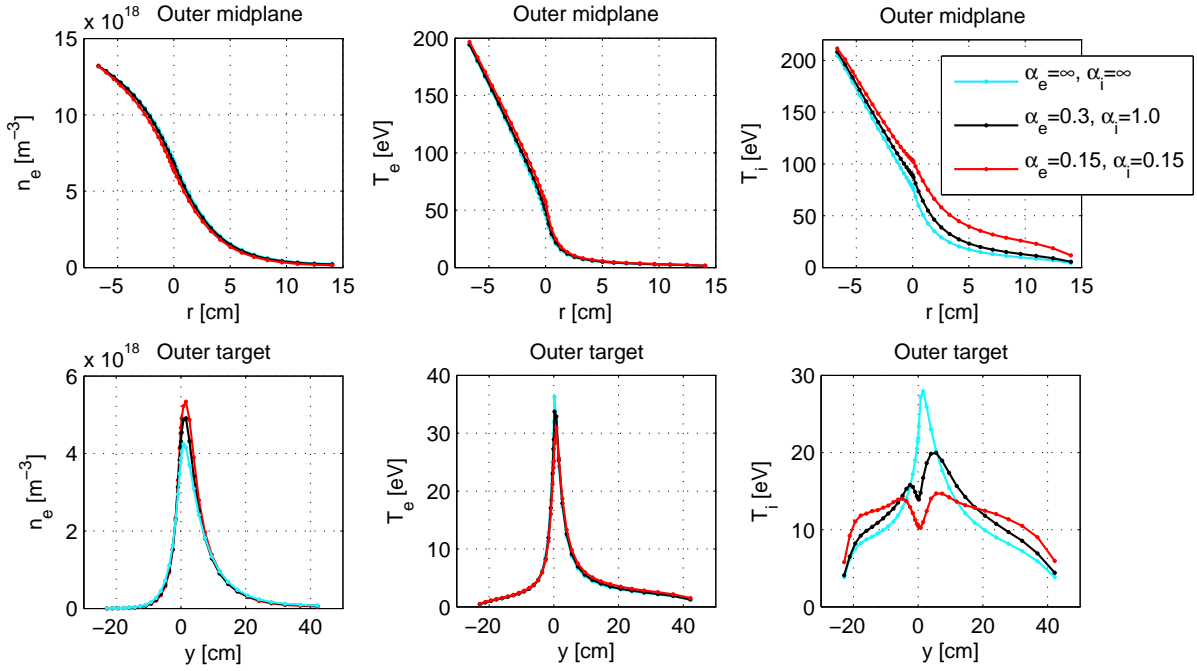 x 10^18
Outer midplane
n_e [m^−3]
15
10
5
0
−5 0 5 10 15
r [cm]
Outer midplane
T_e [eV]
200
150
100
50
0
−5 0 5 10 15
r [cm]
Outer midplane
T_i [eV]
200
150
100
50
0
−5 0 5 10 15
r [cm]
α_e=∞, α_i=∞
α_e=0.3, α_i=1.0
α_e=0.15, α_i=0.15
x 10^18
Outer target
n_e [m^−3]
6
4
2
0
−20 0 20 40
y [cm]
Outer target
T_e [eV]
40
30
20
10
0
−20 0 20 40
y [cm]
Outer target
T_i [eV]
30
20
10
0
−20 0 20 40
y [cm]